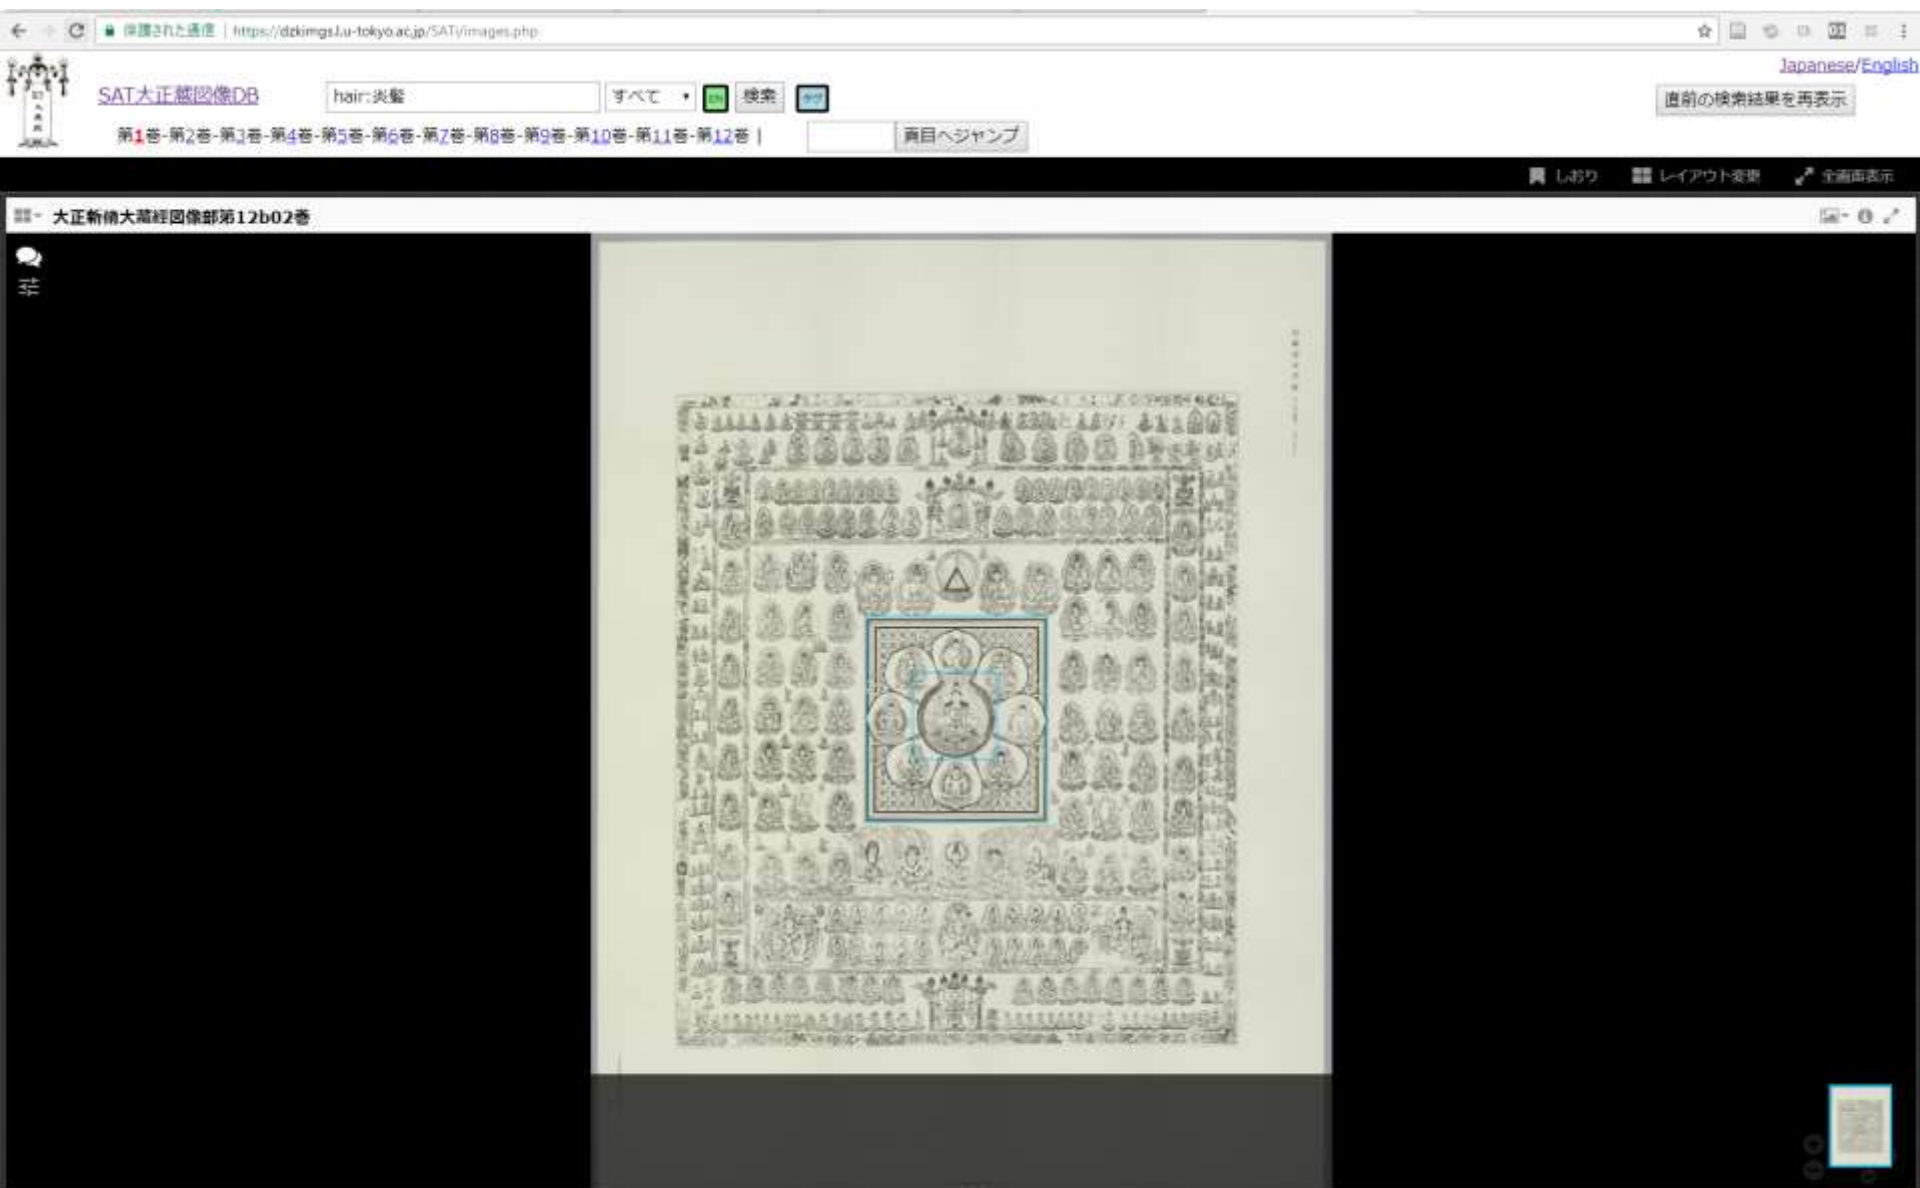 保護された通信 | https://dzkimgs.l.u-tokyo.ac.jp/SAT/images.php
Japanese/English
SAT大正蔵図像DB
hair:炎髪
すべて
検索
タグ
直前の検索結果を再表示
第1巻-第2巻-第3巻-第4巻-第5巻-第6巻-第7巻-第8巻-第9巻-第10巻-第11巻-第12巻 |
頁目へジャンプ
しおり
レイアウト変更
全画面表示
大正新脩大蔵経図像部第12b02巻